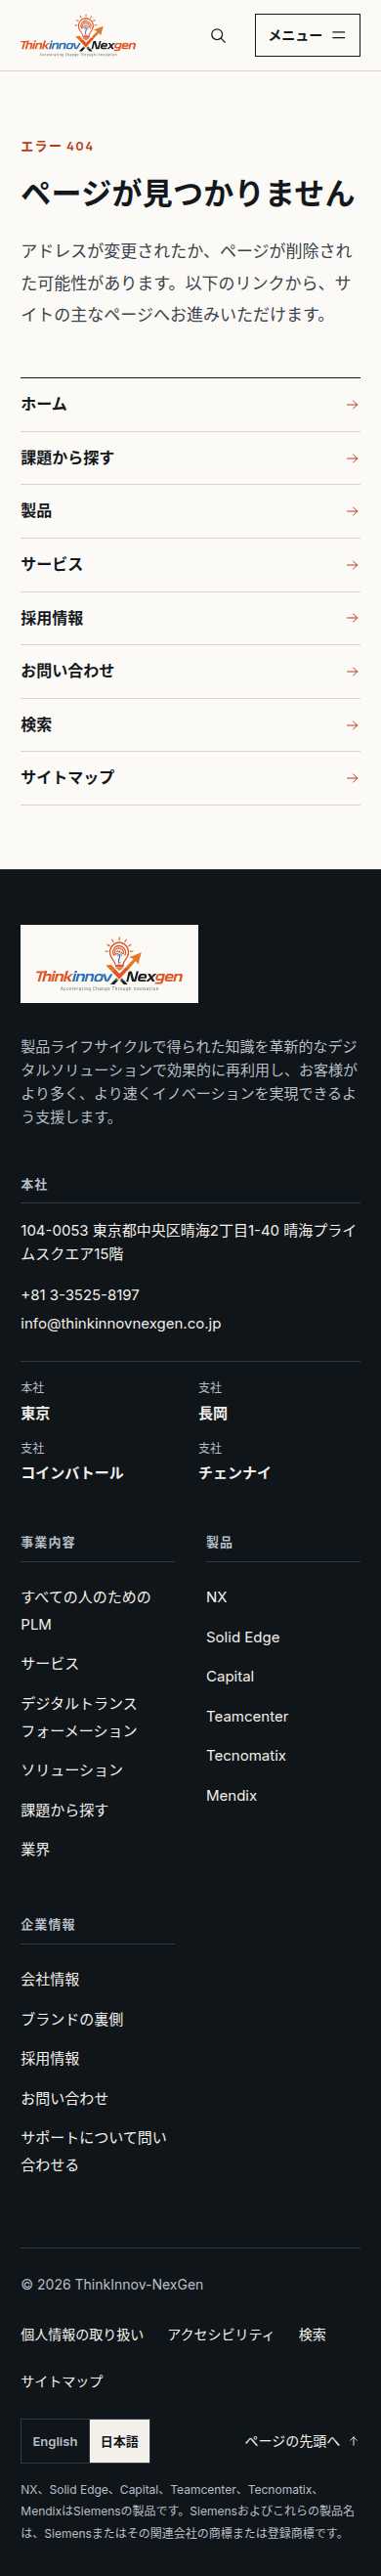 ThinkinnovXNexgen
Accelerating Change Through Innovation
メニュー
エラー 404
ページが見つかりません
アドレスが変更されたか、ページが削除され
た可能性があります。以下のリンクから、サ
イトの主なページへお進みいただけます。
ホーム →
課題から探す →
製品 →
サービス →
採用情報 →
お問い合わせ →
検索 →
サイトマップ →
ThinkinnovXNexgen
Accelerating Change Through Innovation
製品ライフサイクルで得られた知識を革新的なデジ
タルソリューションで効果的に再利用し、お客様が
より多く、より速くイノベーションを実現できるよ
う支援します。
本社
104-0053 東京都中央区晴海2丁目1-40 晴海プライ
ムスクエア15階
+81 3-3525-8197
info@thinkinnovnexgen.co.jp
本社
東京
支社
長岡
支社
コインバトール
支社
チェンナイ
事業内容
すべての人のための
PLM
サービス
デジタルトランス
フォーメーション
ソリューション
課題から探す
業界
製品
NX
Solid Edge
Capital
Teamcenter
Tecnomatix
Mendix
企業情報
会社情報
ブランドの裏側
採用情報
お問い合わせ
サポートについて問い
合わせる
© 2026 ThinkInnov-NexGen
個人情報の取り扱い アクセシビリティ 検索
サイトマップ
English 日本語
ページの先頭へ ↑
NX、Solid Edge、Capital、Teamcenter、Tecnomatix、
MendixはSiemensの製品です。Siemensおよびこれらの製品名
は、Siemensまたはその関連会社の商標または登録商標です。